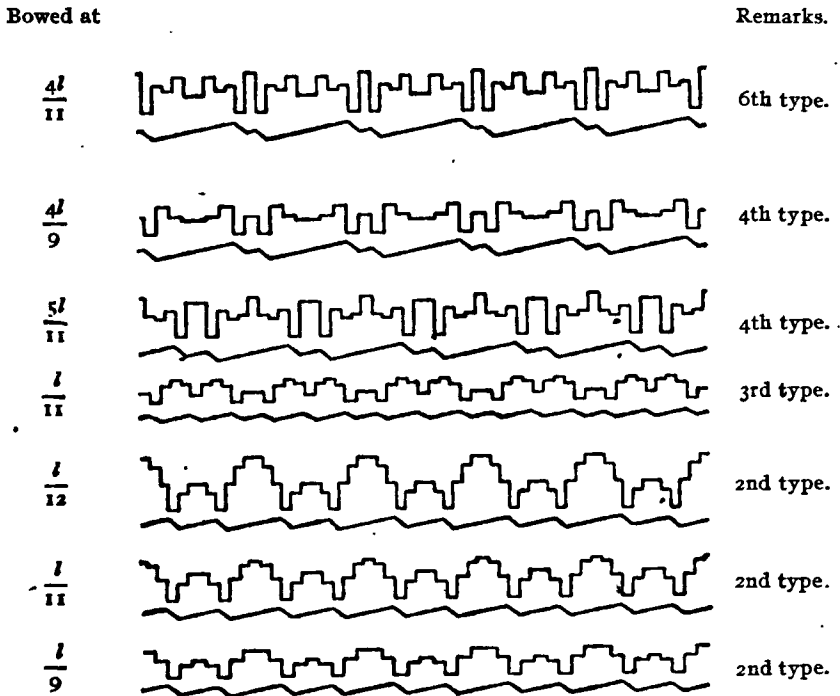 Bowed at Remarks.
4l/11 6th type.
4l/9 4th type.
5l/11 4th type.
l/11 3rd type.
l/12 2nd type.
l/11 2nd type.
l/9 2nd type.